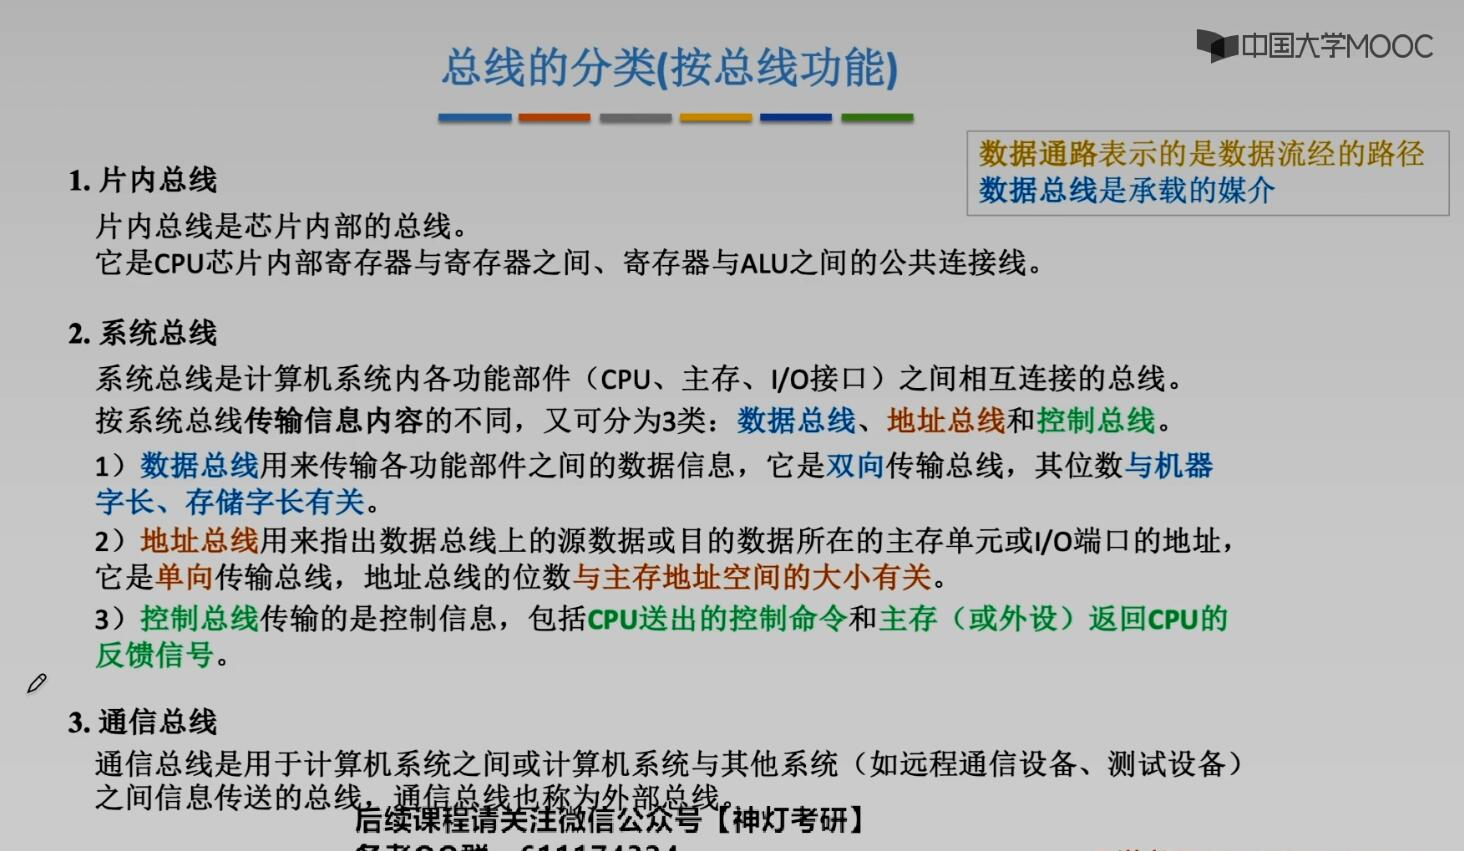 中国大学MOOC
总线的分类(按总线功能)
数据通路表示的是数据流经的路径
数据总线是承载的媒介
1. 片内总线
片内总线是芯片内部的总线。
它是CPU芯片内部寄存器与寄存器之间、寄存器与ALU之间的公共连接线。
2. 系统总线
系统总线是计算机系统内各功能部件（CPU、主存、I/O接口）之间相互连接的总线。
按系统总线传输信息内容的不同，又可分为3类：数据总线、地址总线和控制总线。
1）数据总线用来传输各功能部件之间的数据信息，它是双向传输总线，其位数与机器
字长、存储字长有关。
2）地址总线用来指出数据总线上的源数据或目的数据所在的主存单元或I/O端口的地址，
它是单向传输总线，地址总线的位数与主存地址空间的大小有关。
3）控制总线传输的是控制信息，包括CPU送出的控制命令和主存（或外设）返回CPU的
反馈信号。
3. 通信总线
通信总线是用于计算机系统之间或计算机系统与其他系统（如远程通信设备、测试设备）
之间信息传送的总线，通信总线也称为外部总线。
后续课程请关注微信公众号【神灯考研】